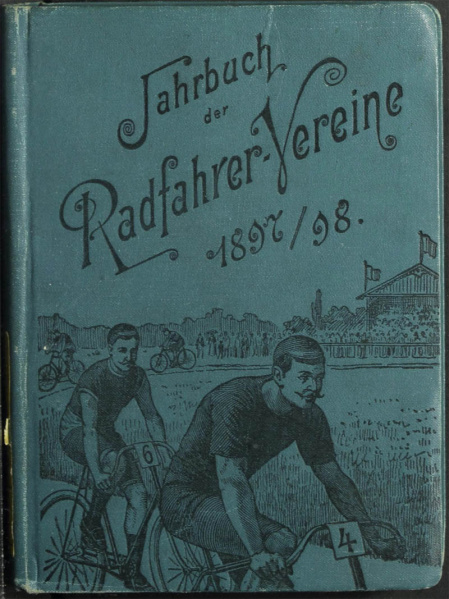 Jahrbuch
der
Radfahrer-Vereine
1897/98.
6
4